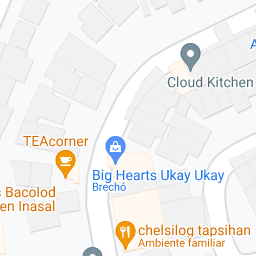 Cloud Kitchen
A
TEAcorner
Big Hearts Ukay Ukay
Brechó
s Bacolod
en Inasal
chelsilog tapsihan
Ambiente familiar